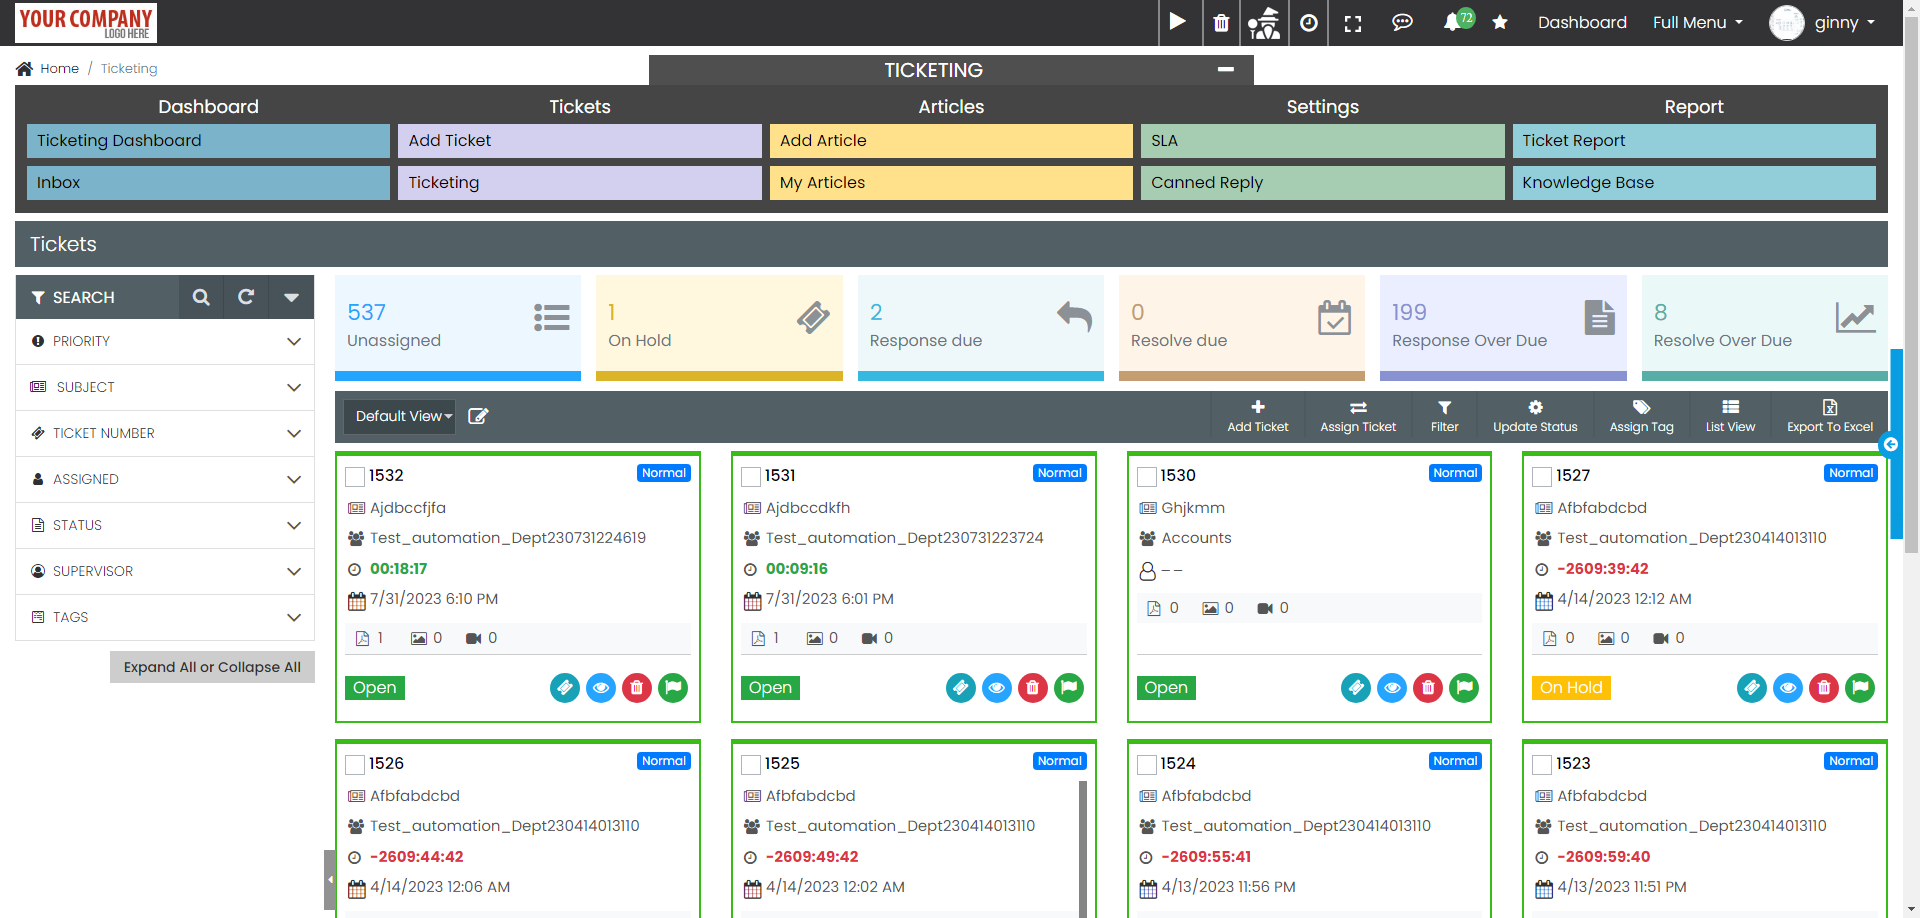 YOUR COMPANY
LOGO HERE
72
Dashboard
Full Menu
ginny
Home / Ticketing
TICKETING
Dashboard
Tickets
Articles
Settings
Report
Ticketing Dashboard
Add Ticket
Add Article
SLA
Ticket Report
Inbox
Ticketing
My Articles
Canned Reply
Knowledge Base
Tickets
SEARCH
PRIORITY
SUBJECT
TICKET NUMBER
ASSIGNED
STATUS
SUPERVISOR
TAGS
Expand All or Collapse All
537
Unassigned
1
On Hold
2
Response due
0
Resolve due
199
Response Over Due
8
Resolve Over Due
Default View
Add Ticket
Assign Ticket
Filter
Update Status
Assign Tag
List View
Export To Excel
1532
Normal
Ajdbccfjfa
Test_automation_Dept230731224619
00:18:17
7/31/2023 6:10 PM
1 0 0
Open
1531
Normal
Ajdbccdkfh
Test_automation_Dept230731223724
00:09:16
7/31/2023 6:01 PM
1 0 0
Open
1530
Normal
Ghjkmm
Accounts
– –
0 0 0
Open
1527
Normal
Afbfabdcbd
Test_automation_Dept230414013110
-2609:39:42
4/14/2023 12:12 AM
0 0 0
On Hold
1526
Normal
Afbfabdcbd
Test_automation_Dept230414013110
-2609:44:42
4/14/2023 12:06 AM
1525
Normal
Afbfabdcbd
Test_automation_Dept230414013110
-2609:49:42
4/14/2023 12:02 AM
1524
Normal
Afbfabdcbd
Test_automation_Dept230414013110
-2609:55:41
4/13/2023 11:56 PM
1523
Normal
Afbfabdcbd
Test_automation_Dept230414013110
-2609:59:40
4/13/2023 11:51 PM